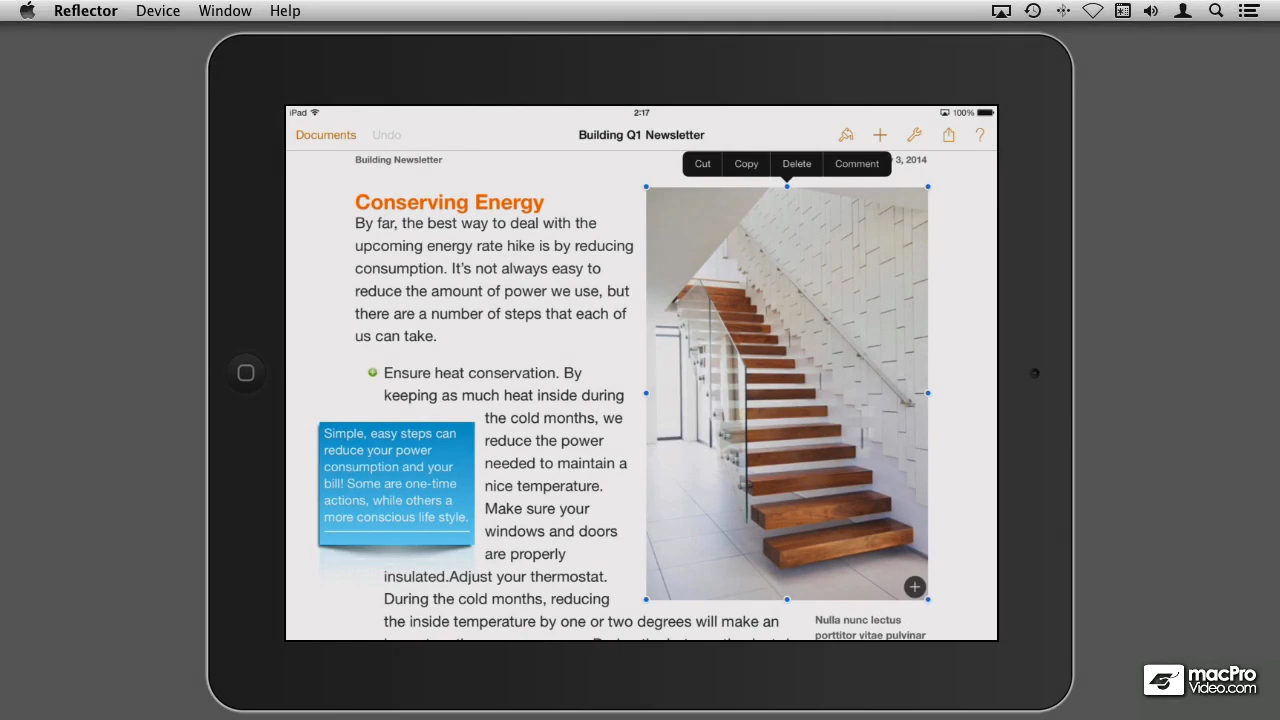 Reflector Device Window Help
iPad 2:17 100%
Documents Undo Building Q1 Newsletter
Building Newsletter
Cut Copy Delete Comment
3, 2014
Conserving Energy
By far, the best way to deal with the
upcoming energy rate hike is by reducing
consumption. It's not always easy to
reduce the amount of power we use, but
there are a number of steps that each of
us can take.
Ensure heat conservation. By
keeping as much heat inside during
the cold months, we
reduce the power
needed to maintain a
nice temperature.
Make sure your
windows and doors
are properly
insulated.Adjust your thermostat.
During the cold months, reducing
the inside temperature by one or two degrees will make an
Simple, easy steps can
reduce your power
consumption and your
bill! Some are one-time
actions, while others a
more conscious life style.
Nulla nunc lectus
porttitor vitae pulvinar
macPro
Video.com